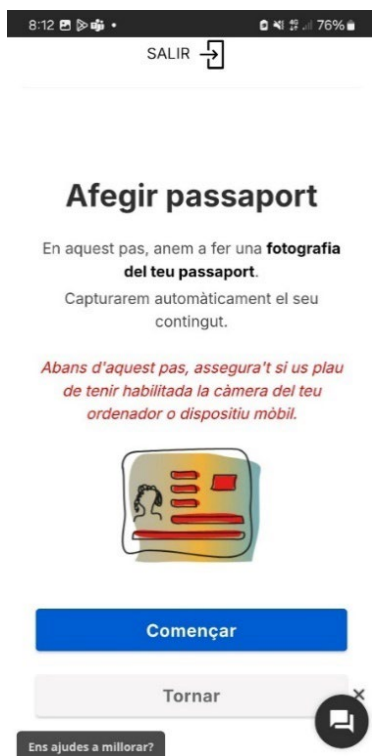 8:12 76%
SALIR
Afegir passaport
En aquest pas, anem a fer una fotografia
del teu passaport.
Capturarem automàticament el seu
contingut.
Abans d'aquest pas, assegura't si us plau
de tenir habilitada la càmera del teu
ordenador o dispositiu mòbil.
Començar
Tornar
Ens ajudes a millorar?